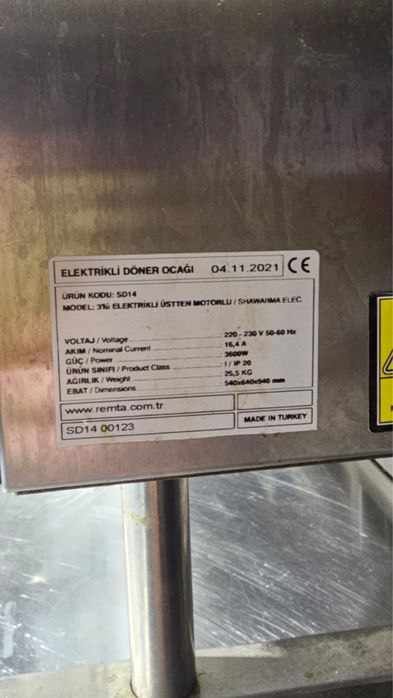 ELEKTRİKLİ DÖNER OCAĞI 04.11.2021 CE
ÜRÜN KODU: SD14
MODEL: 3'lü ELEKTRİKLİ ÜSTTEN MOTORLU / SHAWARMA ELEC.
VOLTAJ / Voltage 220 - 230 V 50-60 Hz
AKIM / Nominal Current 16,4 A
GÜÇ / Power 3600W
ÜRÜN SINIFI / Product Class I / IP 20
AĞIRLIK / Weight 25,5 KG
EBAT / Dimensions 540x640x940 mm
www.remta.com.tr
MADE IN TURKEY
SD14 00123